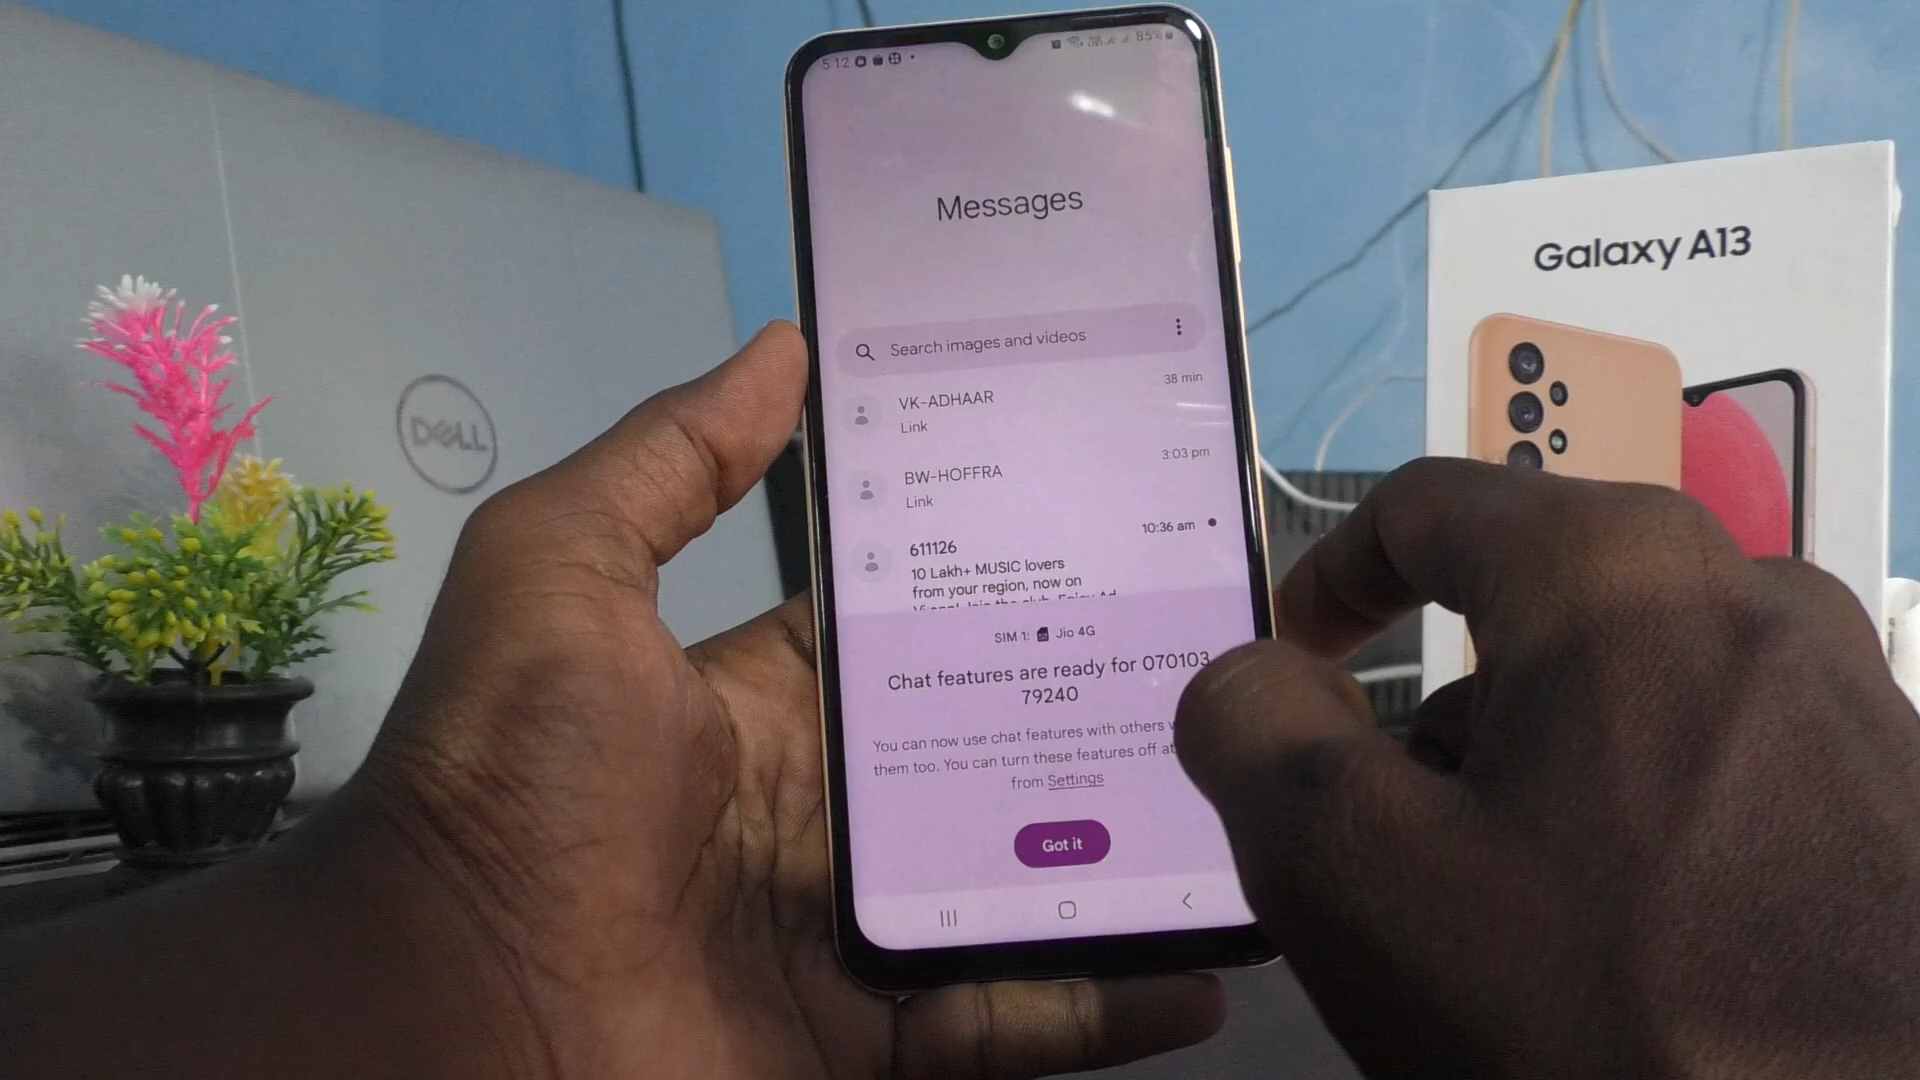 5:12
85%
Messages
Search images and videos
VK-ADHAAR
38 min
Link
BW-HOFFRA
3:03 pm
Link
611126
10:36 am
10 Lakh+ MUSIC lovers
from your region, now on
SIM 1: Jio 4G
Chat features are ready for 070103
79240
You can now use chat features with others
them too. You can turn these features off
from Settings
Got it
DELL
Galaxy A13